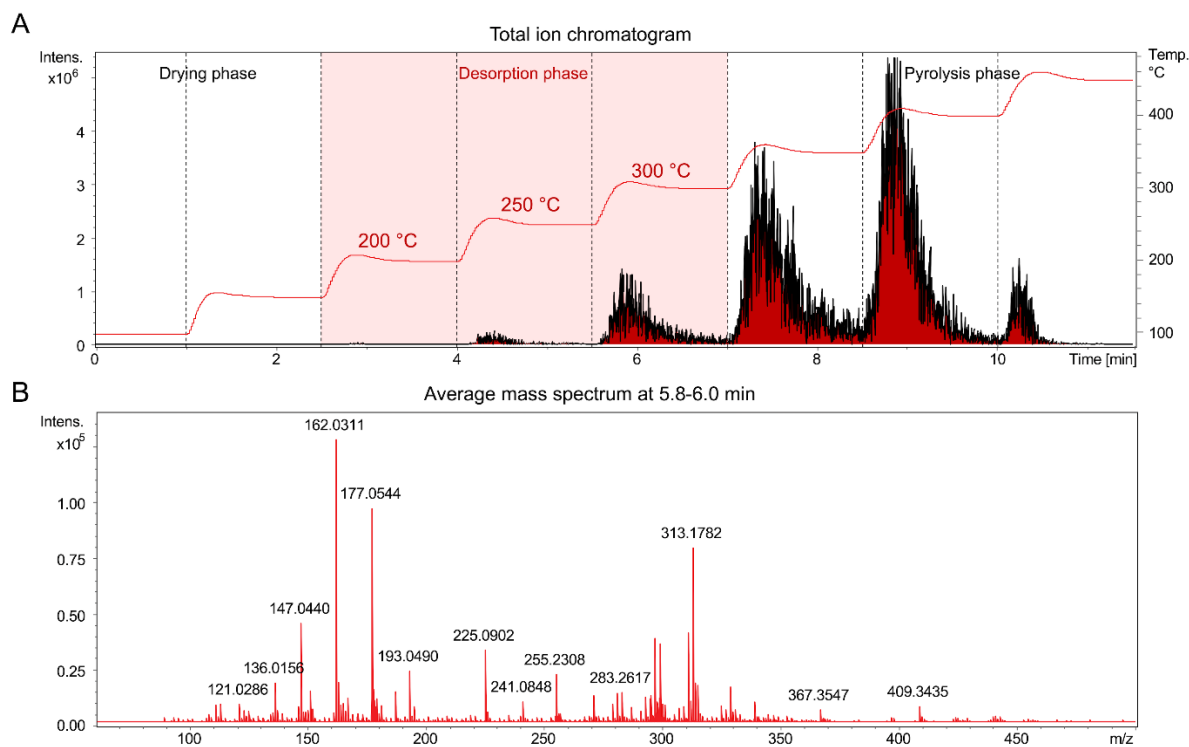 A
Total ion chromatogram
Intens.
x10⁶
Drying phase
Desorption phase
Pyrolysis phase
Temp.
°C
200 °C
250 °C
300 °C
4
3
2
1
0
400
300
200
100
0
2
4
6
8
10
Time [min]
B
Average mass spectrum at 5.8-6.0 min
Intens.
x10⁵
1.00
0.75
0.50
0.25
0.00
162.0311
177.0544
313.1782
147.0440
225.0902
136.0156
193.0490
255.2308
121.0286
241.0848
283.2617
367.3547
409.3435
100
150
200
250
300
350
400
450
m/z